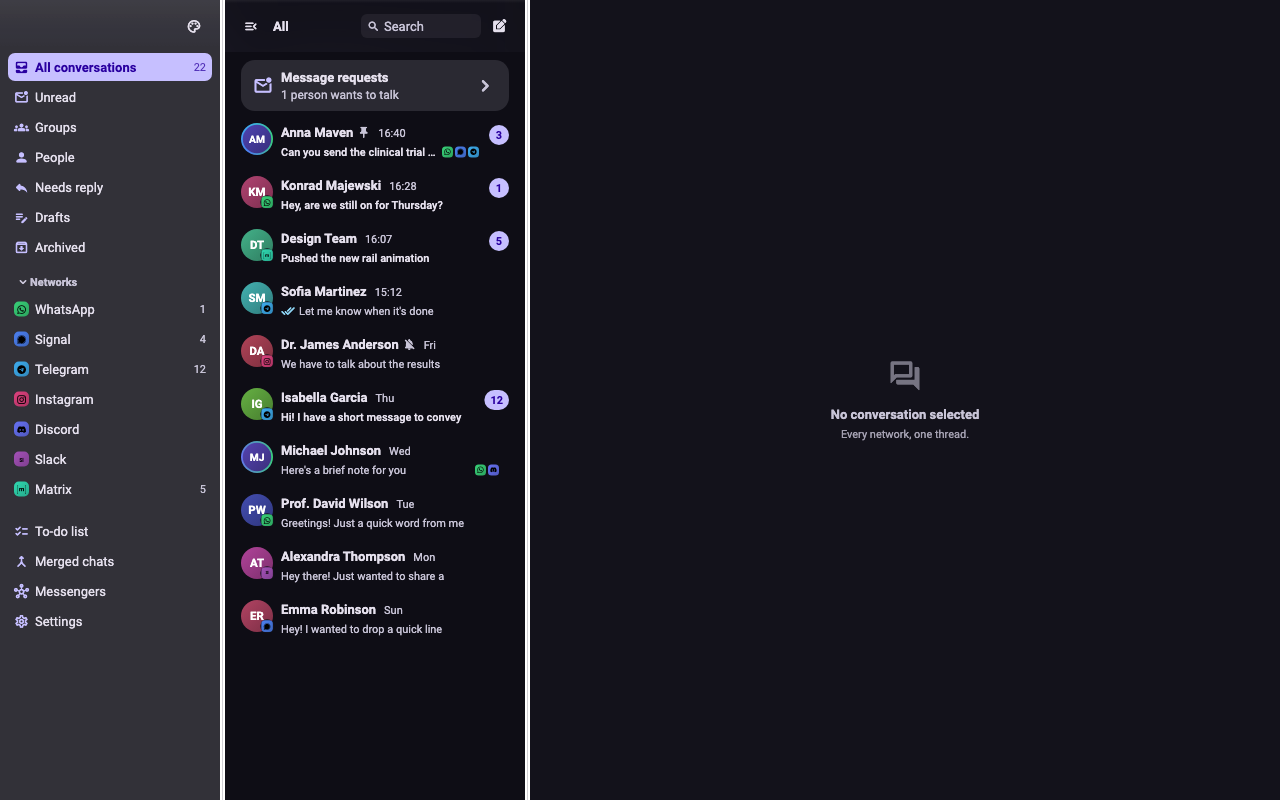 All conversations 22
Unread
Groups
People
Needs reply
Drafts
Archived
Networks
WhatsApp 1
Signal 4
Telegram 12
Instagram
Discord
Slack
Matrix 5
To-do list
Merged chats
Messengers
Settings
All
Search
Message requests
1 person wants to talk
AM
Anna Maven 16:40 3
Can you send the clinical trial ...
KM
Konrad Majewski 16:28 1
Hey, are we still on for Thursday?
DT
Design Team 16:07 5
Pushed the new rail animation
SM
Sofia Martinez 15:12
Let me know when it's done
DA
Dr. James Anderson Fri
We have to talk about the results
IG
Isabella Garcia Thu 12
Hi! I have a short message to convey
MJ
Michael Johnson Wed
Here's a brief note for you
PW
Prof. David Wilson Tue
Greetings! Just a quick word from me
AT
Alexandra Thompson Mon
Hey there! Just wanted to share a
ER
Emma Robinson Sun
Hey! I wanted to drop a quick line
No conversation selected
Every network, one thread.